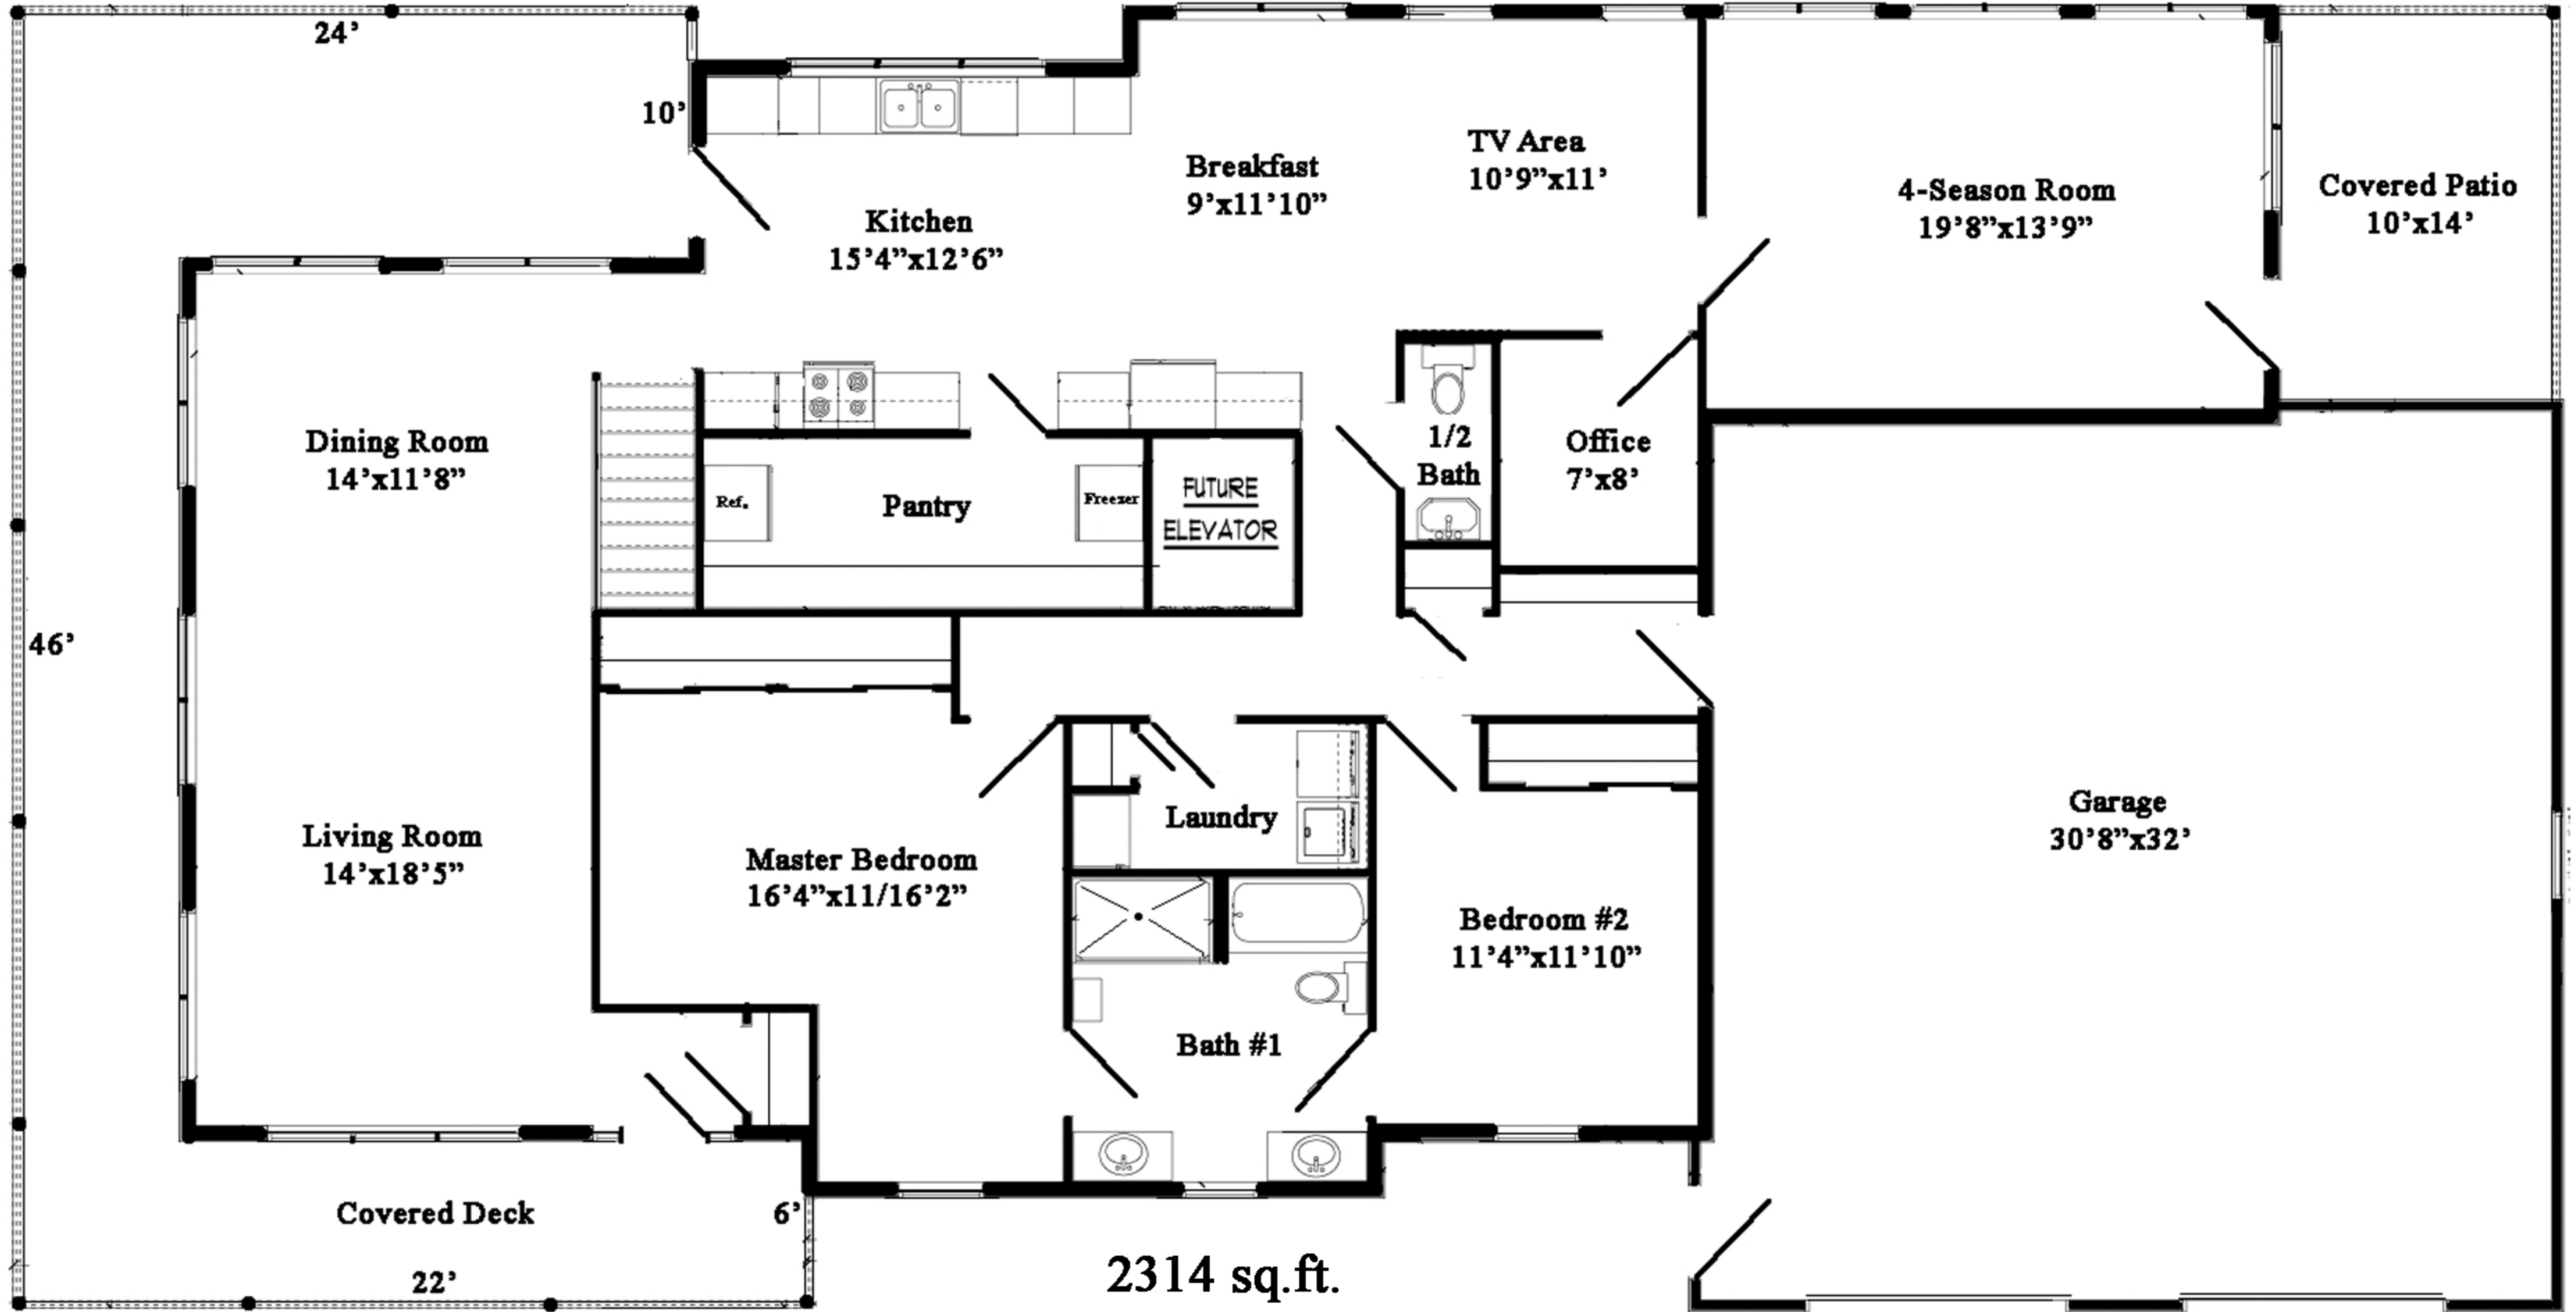 24’
10’
Kitchen
15’4”x12’6”
Breakfast
9’x11’10”
TV Area
10’9”x11’
4-Season Room
19’8”x13’9”
Covered Patio
10’x14’
Dining Room
14’x11’8”
Ref.
Pantry
Freezer
FUTURE
ELEVATOR
1/2
Bath
Office
7’x8’
46’
Living Room
14’x18’5”
Master Bedroom
16’4”x11/16’2”
Laundry
Bath #1
Bedroom #2
11’4”x11’10”
Garage
30’8”x32’
Covered Deck
6’
22’
2314 sq.ft.